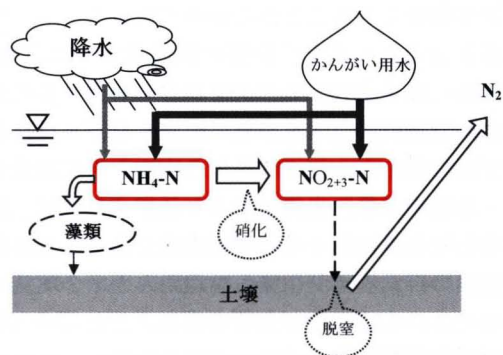 降水
かんがい用水
N2
NH4-N
NO2+3-N
硝化
藻類
土壌
脱窒